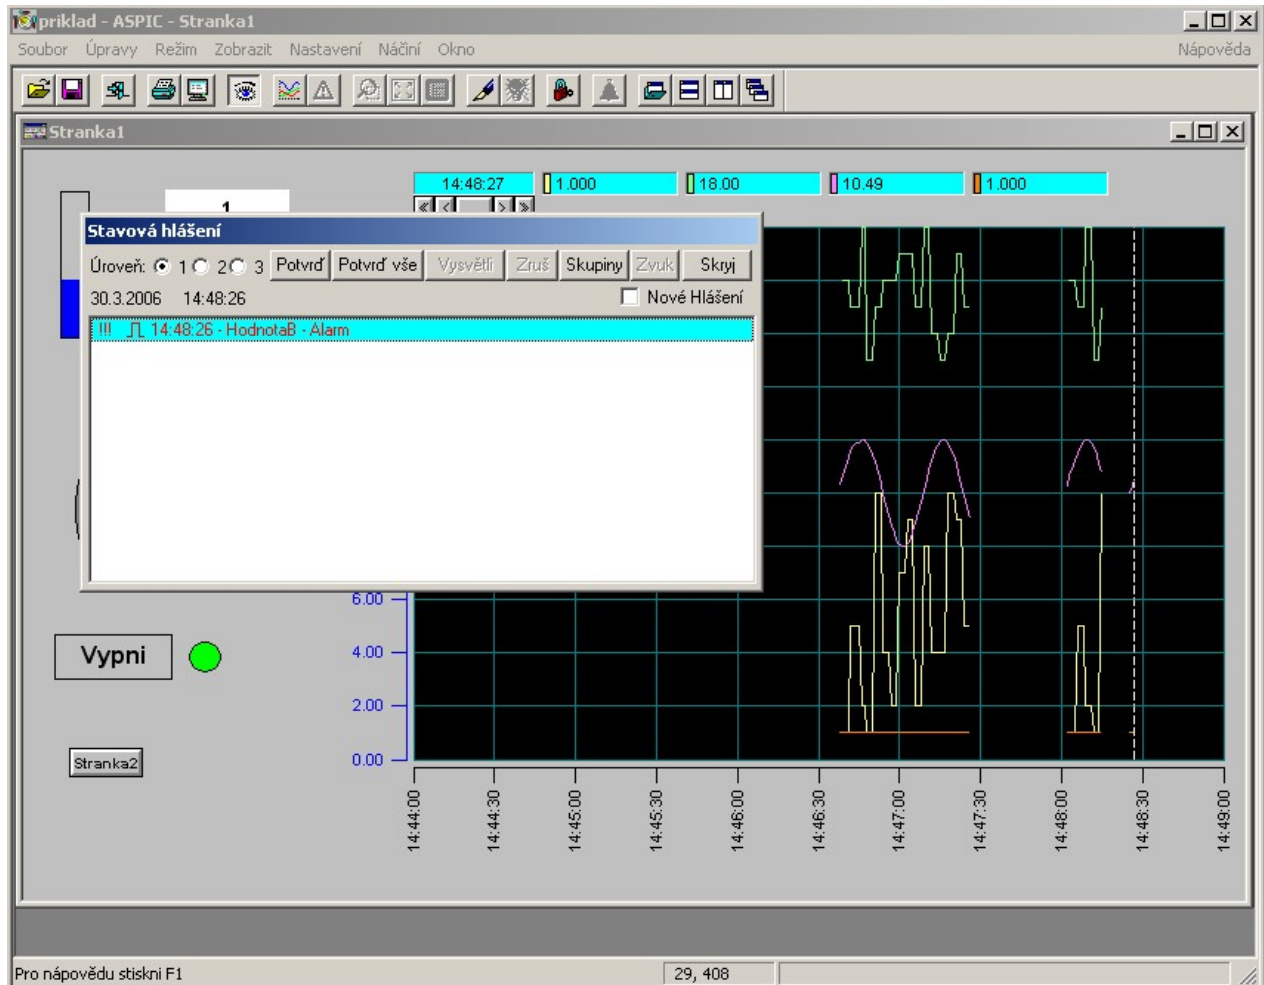 priklad - ASPIC - Stranka1
Soubor Úpravy Režim Zobrazit Nastavení Náčiní Okno Nápověda
Stranka1
14:48:27 1.000 18.00 10.49 1.000
1
Stavová hlášení
Úroveň: 1 2 3 Potvrď Potvrď vše Vysvětli Zruš Skupiny Zvuk Skryj
30.3.2006 14:48:26 Nové Hlášení
!!! 14:48:26 - HodnotaB - Alarm
6.00
Vypni 4.00
2.00
Stranka2 0.00
14:44:00 14:44:30 14:45:00 14:45:30 14:46:00 14:46:30 14:47:00 14:47:30 14:48:00 14:48:30 14:49:00
Pro nápovědu stiskni F1 29, 408